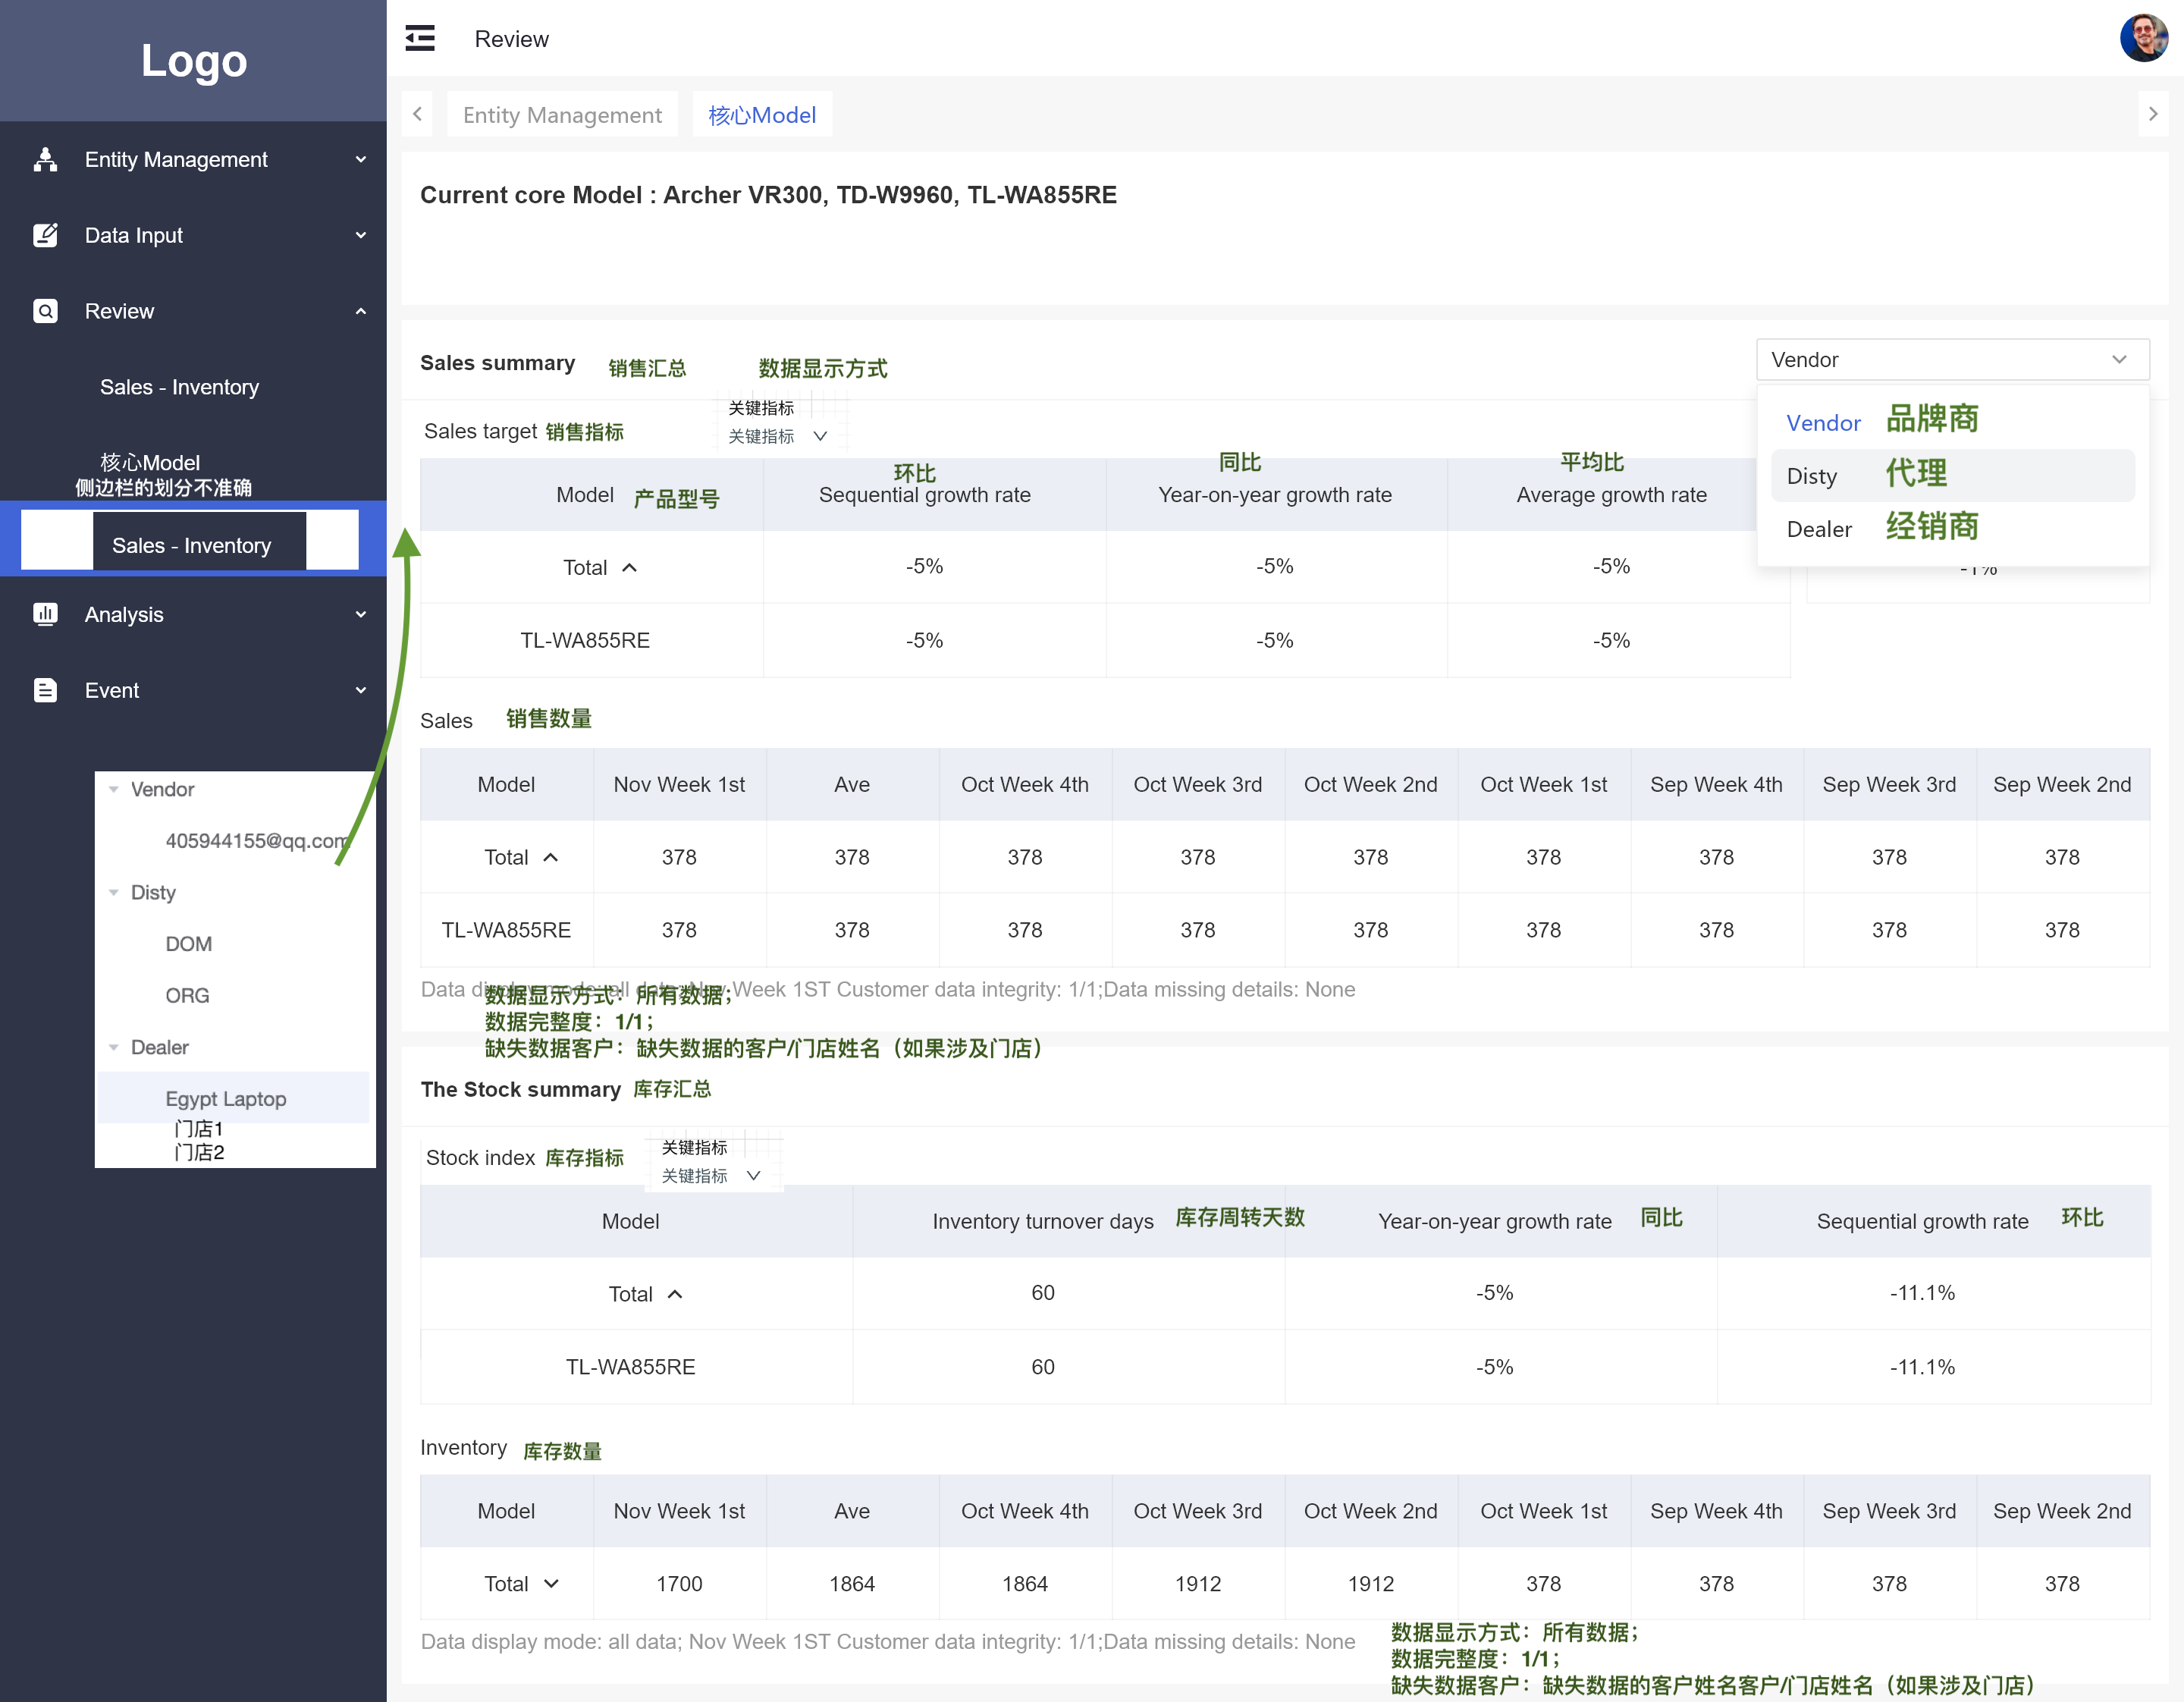 Logo
Review
Entity Management
核心Model
Entity Management
Data Input
Review
Sales - Inventory
核心Model
侧边栏的划分不准确
Sales - Inventory
Analysis
Event
Vendor
405944155@qq.com
Disty
DOM
ORG
Dealer
Egypt Laptop
门店1
门店2
Current core Model : Archer VR300, TD-W9960, TL-WA855RE
Sales summary 销售汇总 数据显示方式
Vendor
Vendor 品牌商
Disty 代理
Dealer 经销商
关键指标
Sales target 销售指标 关键指标
环比 同比 平均比
Model 产品型号 Sequential growth rate Year-on-year growth rate Average growth rate
Total -5% -5% -5% -1%
TL-WA855RE -5% -5% -5%
Sales 销售数量
Model Nov Week 1st Ave Oct Week 4th Oct Week 3rd Oct Week 2nd Oct Week 1st Sep Week 4th Sep Week 3rd Sep Week 2nd
Total 378 378 378 378 378 378 378 378 378
TL-WA855RE 378 378 378 378 378 378 378 378 378
Data display mode: all data; Nov Week 1ST Customer data integrity: 1/1;Data missing details: None
数据显示方式：所有数据；
数据完整度：1/1；
缺失数据客户：缺失数据的客户/门店姓名（如果涉及门店）
The Stock summary 库存汇总
关键指标
Stock index 库存指标 关键指标
Model Inventory turnover days 库存周转天数 Year-on-year growth rate 同比 Sequential growth rate 环比
Total 60 -5% -11.1%
TL-WA855RE 60 -5% -11.1%
Inventory 库存数量
Model Nov Week 1st Ave Oct Week 4th Oct Week 3rd Oct Week 2nd Oct Week 1st Sep Week 4th Sep Week 3rd Sep Week 2nd
Total 1700 1864 1864 1912 1912 378 378 378 378
Data display mode: all data; Nov Week 1ST Customer data integrity: 1/1;Data missing details: None
数据显示方式：所有数据；
数据完整度：1/1；
缺失数据客户：缺失数据的客户姓名客户/门店姓名（如果涉及门店）